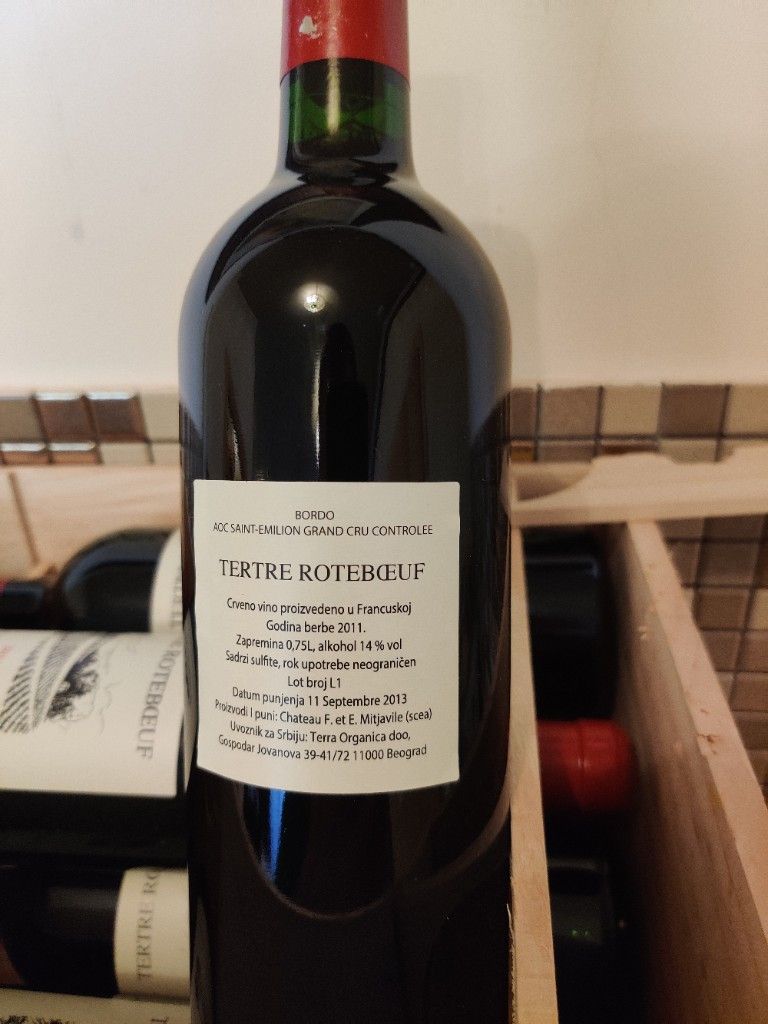 BORDO
AOC SAINT-EMILION GRAND CRU CONTROLEE
TERTRE ROTEBŒUF
Crveno vino proizvedeno u Francuskoj
Godina berbe 2011.
Zapremina 0,75L, alkohol 14 % vol
Sadrzi sulfite, rok upotrebe neograničen
Lot broj L1
Datum punjenja 11 Septembre 2013
Proizvodi I puni: Chateau F. et E. Mitjavile (scea)
Uvoznik za Srbiju: Terra Organica doo,
Gospodar Jovanova 39-41/72 11000 Beograd
ROTEBŒUF
TERTRE